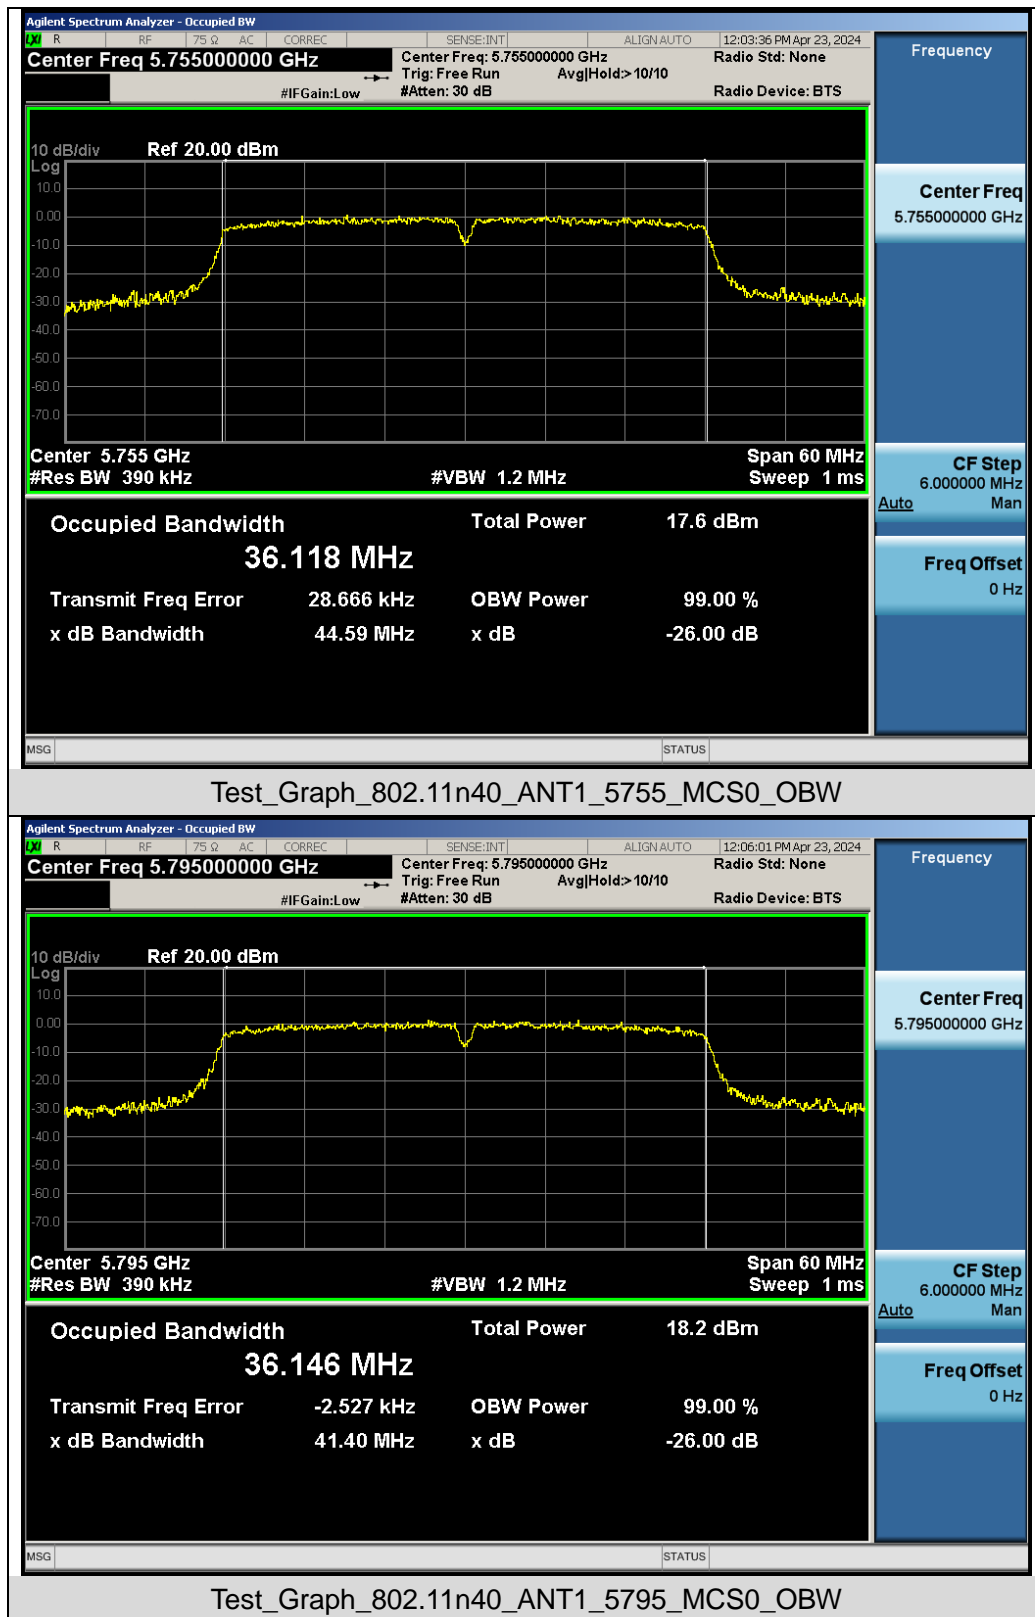 Agilent Spectrum Analyzer - Occupied BW
LXI R RF 75 Ω AC CORREC SENSE:INT ALIGN AUTO 12:03:36 PM Apr 23, 2024
Center Freq 5.755000000 GHz
Center Freq: 5.755000000 GHz
Radio Std: None
Trig: Free Run Avg|Hold:>10/10
#IFGain:Low
#Atten: 30 dB
Radio Device: BTS
Frequency
10 dB/div Ref 20.00 dBm
Log
10.0
0.00
-10.0
-20.0
-30.0
-40.0
-50.0
-60.0
-70.0
Center Freq
5.755000000 GHz
Center 5.755 GHz Span 60 MHz
#Res BW 390 kHz #VBW 1.2 MHz Sweep 1 ms
CF Step
6.000000 MHz
Auto Man
Freq Offset
0 Hz
Occupied Bandwidth Total Power 17.6 dBm
36.118 MHz
Transmit Freq Error 28.666 kHz OBW Power 99.00 %
x dB Bandwidth 44.59 MHz x dB -26.00 dB
MSG STATUS
Test_Graph_802.11n40_ANT1_5755_MCS0_OBW
Agilent Spectrum Analyzer - Occupied BW
LXI R RF 75 Ω AC CORREC SENSE:INT ALIGN AUTO 12:06:01 PM Apr 23, 2024
Center Freq 5.795000000 GHz
Center Freq: 5.795000000 GHz
Radio Std: None
Trig: Free Run Avg|Hold:>10/10
#IFGain:Low
#Atten: 30 dB
Radio Device: BTS
Frequency
10 dB/div Ref 20.00 dBm
Log
10.0
0.00
-10.0
-20.0
-30.0
-40.0
-50.0
-60.0
-70.0
Center Freq
5.795000000 GHz
Center 5.795 GHz Span 60 MHz
#Res BW 390 kHz #VBW 1.2 MHz Sweep 1 ms
CF Step
6.000000 MHz
Auto Man
Freq Offset
0 Hz
Occupied Bandwidth Total Power 18.2 dBm
36.146 MHz
Transmit Freq Error -2.527 kHz OBW Power 99.00 %
x dB Bandwidth 41.40 MHz x dB -26.00 dB
MSG STATUS
Test_Graph_802.11n40_ANT1_5795_MCS0_OBW